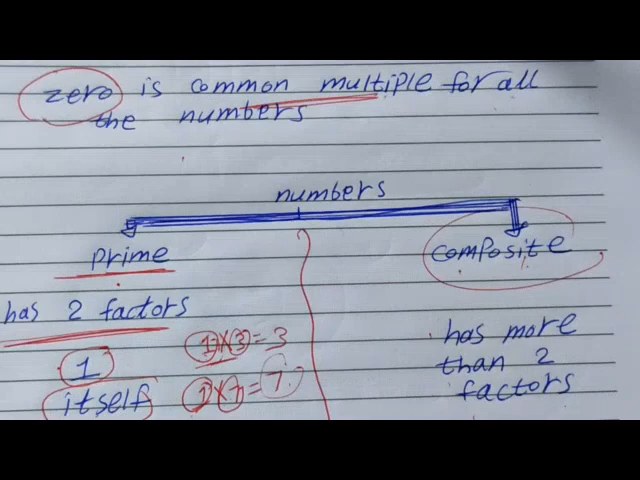 zero is common multiple for all
the numbers
numbers
prime
composite
has 2 factors
1
itself
1×3=3
1×7=7.
has more
than 2
factors